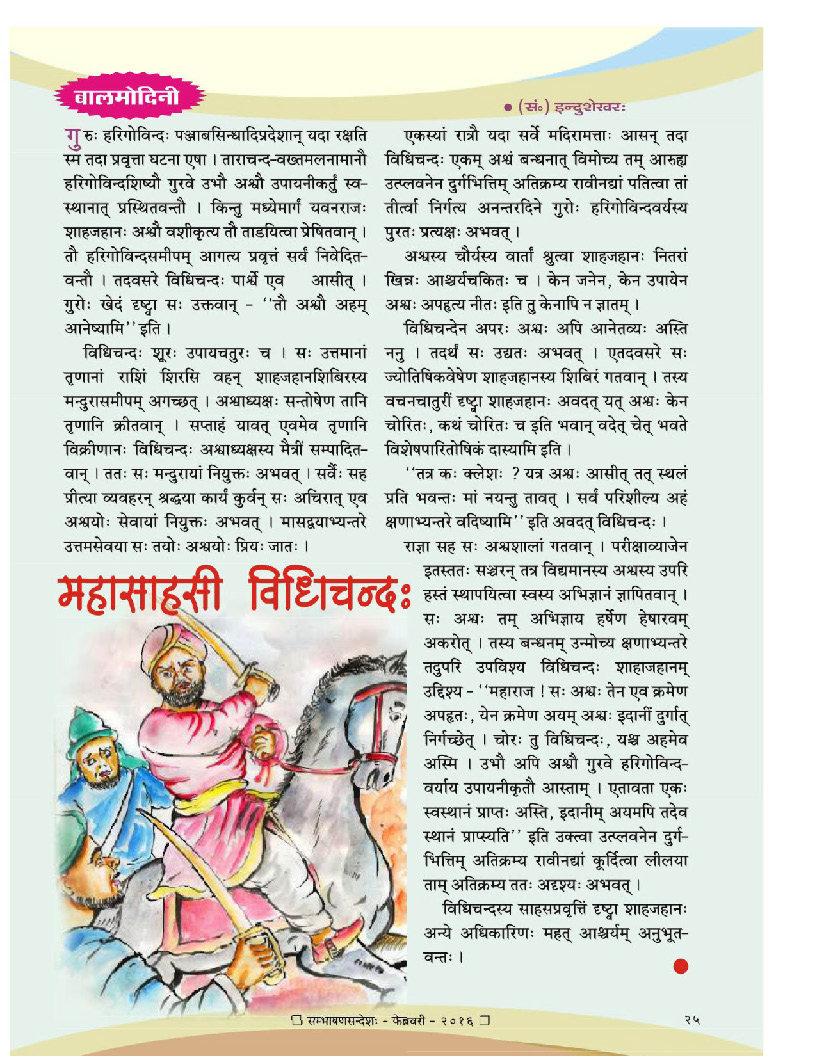 बालमोदिनी
• (सं॰) इन्दुशेखरः
गुरुः हरिगोविन्दः पञ्जाबसिन्धादिप्रदेशान् यदा रक्षति
स्म तदा प्रवृत्ता घटना एषा । ताराचन्द-वख्तमलनामानौ
हरिगोविन्दशिष्यौ गुरवे उभौ अश्वौ उपायनीकर्तुं स्व-
स्थानात् प्रस्थितवन्तौ । किन्तु मध्येमार्गं यवनराजः
शाहजहानः अश्वौ वशीकृत्य तौ ताडयित्वा प्रेषितवान् ।
तौ हरिगोविन्दसमीपम् आगत्य प्रवृत्तं सर्वं निवेदित-
वन्तौ । तदवसरे विधिचन्दः पार्श्वे एव आसीत् ।
गुरोः खेदं दृष्ट्वा सः उक्तवान् - ''तौ अश्वौ अहम्
आनेष्यामि'' इति ।
विधिचन्दः शूरः उपायचतुरः च । सः उत्तमानां
तृणानां राशिं शिरसि वहन् शाहजहानशिबिरस्य
मन्दुरासमीपम् अगच्छत् । अश्वाध्यक्षः सन्तोषेण तानि
तृणानि क्रीतवान् । सप्ताहं यावत् एवमेव तृणानि
विक्रीणानः विधिचन्दः अश्वाध्यक्षस्य मैत्रीं सम्पादित-
वान् । ततः सः मन्दुरायां नियुक्तः अभवत् । सर्वैः सह
प्रीत्या व्यवहरन् श्रद्धया कार्यं कुर्वन् सः अचिरात् एव
अश्वयोः सेवायां नियुक्तः अभवत् । मासद्वयाभ्यन्तरे
उत्तमसेवया सः तयोः अश्वयोः प्रियः जातः ।
महासाहसी विधिचन्दः
एकस्यां रात्रौ यदा सर्वे मदिरामत्ताः आसन् तदा
विधिचन्दः एकम् अश्वं बन्धनात् विमोच्य तम् आरुह्य
उत्प्लवनेन दुर्गभित्तिम् अतिक्रम्य रावीनद्यां पतित्वा तां
तीर्त्वा निर्गत्य अनन्तरदिने गुरोः हरिगोविन्दवर्यस्य
पुरतः प्रत्यक्षः अभवत् ।
अश्वस्य चौर्यस्य वार्तां श्रुत्वा शाहजहानः नितरां
खिन्नः आश्चर्यचकितः च । केन जनेन, केन उपायेन
अश्वः अपहृत्य नीतः इति तु केनापि न ज्ञातम् ।
विधिचन्देन अपरः अश्वः अपि आनेतव्यः अस्ति
ननु । तदर्थं सः उद्यतः अभवत् । एतदवसरे सः
ज्योतिषिकवेषेण शाहजहानस्य शिबिरं गतवान् । तस्य
वचनचातुरीं दृष्ट्वा शाहजहानः अवदत् यत् अश्वः केन
चोरितः, कथं चोरितः च इति भवान् वदेत् चेत् भवते
विशेषपारितोषिकं दास्यामि इति ।
''तत्र कः क्लेशः ? यत्र अश्वः आसीत् तत् स्थलं
प्रति भवन्तः मां नयन्तु तावत् । सर्वं परिशील्य अहं
क्षणाभ्यन्तरे वदिष्यामि'' इति अवदत् विधिचन्दः ।
राज्ञा सह सः अश्वशालां गतवान् । परीक्षाव्याजेन
इतस्ततः सञ्चरन् तत्र विद्यमानस्य अश्वस्य उपरि
हस्तं स्थापयित्वा स्वस्य अभिज्ञानं ज्ञापितवान् ।
सः अश्वः तम् अभिज्ञाय हर्षेण हेषारवम्
अकरोत् । तस्य बन्धनम् उन्मोच्य क्षणाभ्यन्तरे
तदुपरि उपविश्य विधिचन्दः शाहाजहानम्
उद्दिश्य - ''महाराज ! सः अश्वः तेन एव क्रमेण
अपहृतः, येन क्रमेण अयम् अश्वः इदानीं दुर्गात्
निर्गच्छेत् । चोरः तु विधिचन्दः, यश्च अहमेव
अस्मि । उभौ अपि अश्वौ गुरवे हरिगोविन्द-
वर्याय उपायनीकृतौ आस्ताम् । एतावता एकः
स्वस्थानं प्राप्तः अस्ति, इदानीम् अयमपि तदेव
स्थानं प्राप्स्यति'' इति उक्त्वा उत्प्लवनेन दुर्ग-
भित्तिम् अतिक्रम्य रावीनद्यां कूर्दित्वा लीलया
ताम् अतिक्रम्य ततः अदृश्यः अभवत् ।
विधिचन्दस्य साहसप्रवृत्तिं दृष्ट्वा शाहजहानः
अन्ये अधिकारिणः महत् आश्चर्यम् अनुभूत-
वन्तः ।
सम्भाषणसन्देशः - फेब्रवरी - २०१६
२५